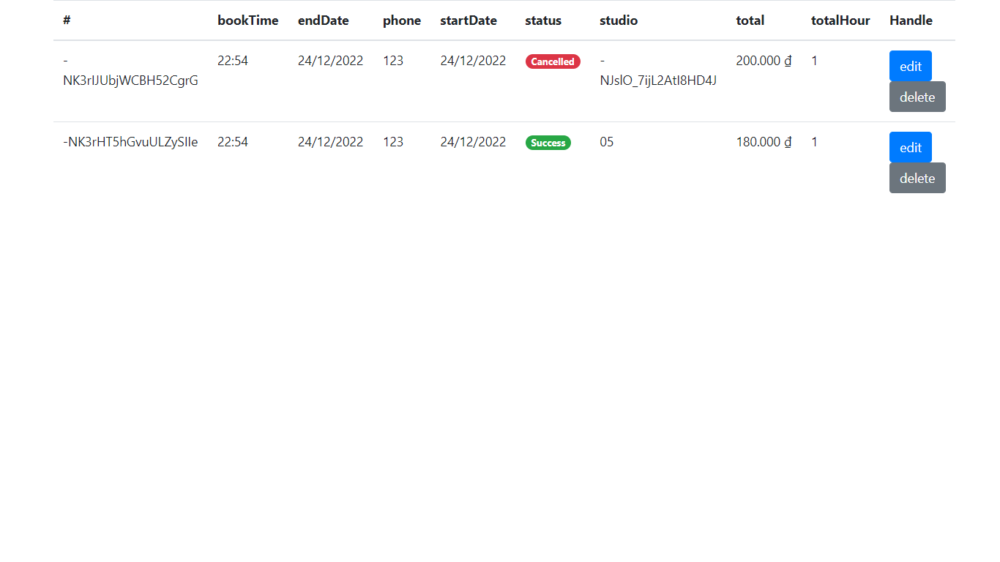 # bookTime endDate phone startDate status studio total totalHour Handle
- 22:54 24/12/2022 123 24/12/2022 Cancelled - 200.000 ₫ 1 edit
NK3rIJUbjWCBH52CgrG NJslO_7ijL2AtI8HD4J
delete
-NK3rHT5hGvuULZySIIe 22:54 24/12/2022 123 24/12/2022 Success 05 180.000 ₫ 1 edit
delete